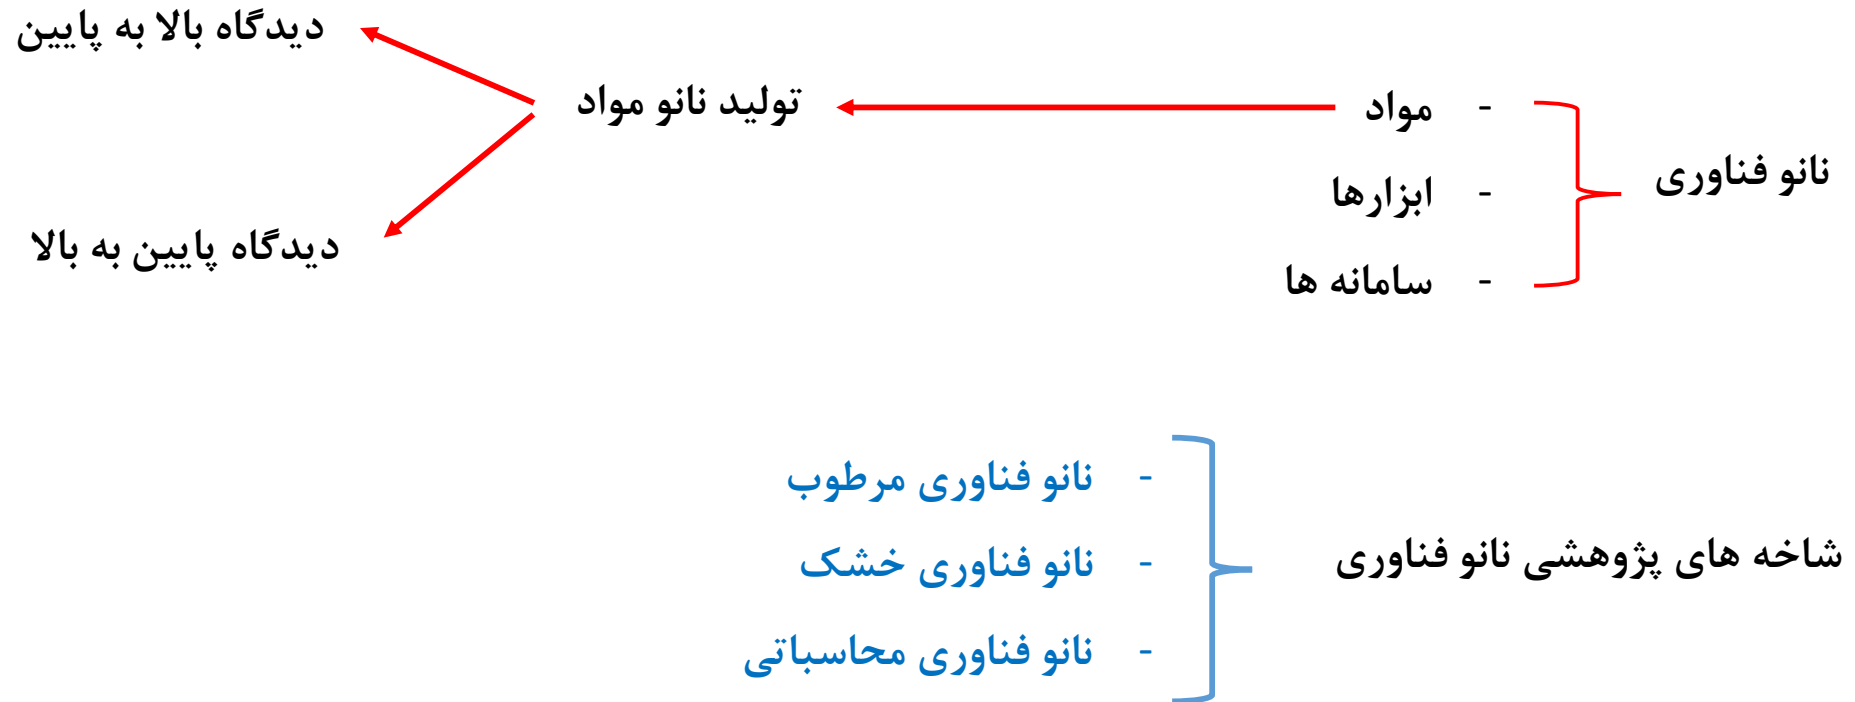 نانو فناوری
- مواد
- ابزارها
- سامانه ها
تولید نانو مواد
دیدگاه بالا به پایین
دیدگاه پایین به بالا
شاخه های پژوهشی نانو فناوری
- نانو فناوری مرطوب
- نانو فناوری خشک
- نانو فناوری محاسباتی